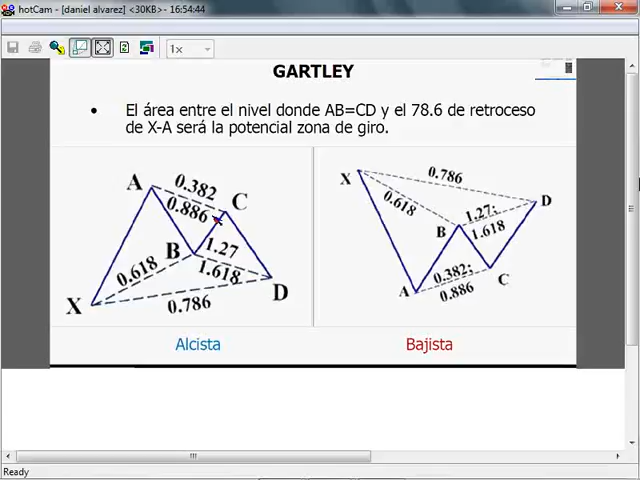 hotCam - [daniel alvarez] <30KB> - 16:54:44
1x
GARTLEY
• El área entre el nivel donde AB=CD y el 78.6 de retroceso
de X-A será la potencial zona de giro.
A
0.382
0.886
C
B
1.27
1.618
0.618
X
0.786
D
X
0.786
0.618
D
1.27;
1.618
B
0.382;
0.886
A
C
Alcista
Bajista
Ready